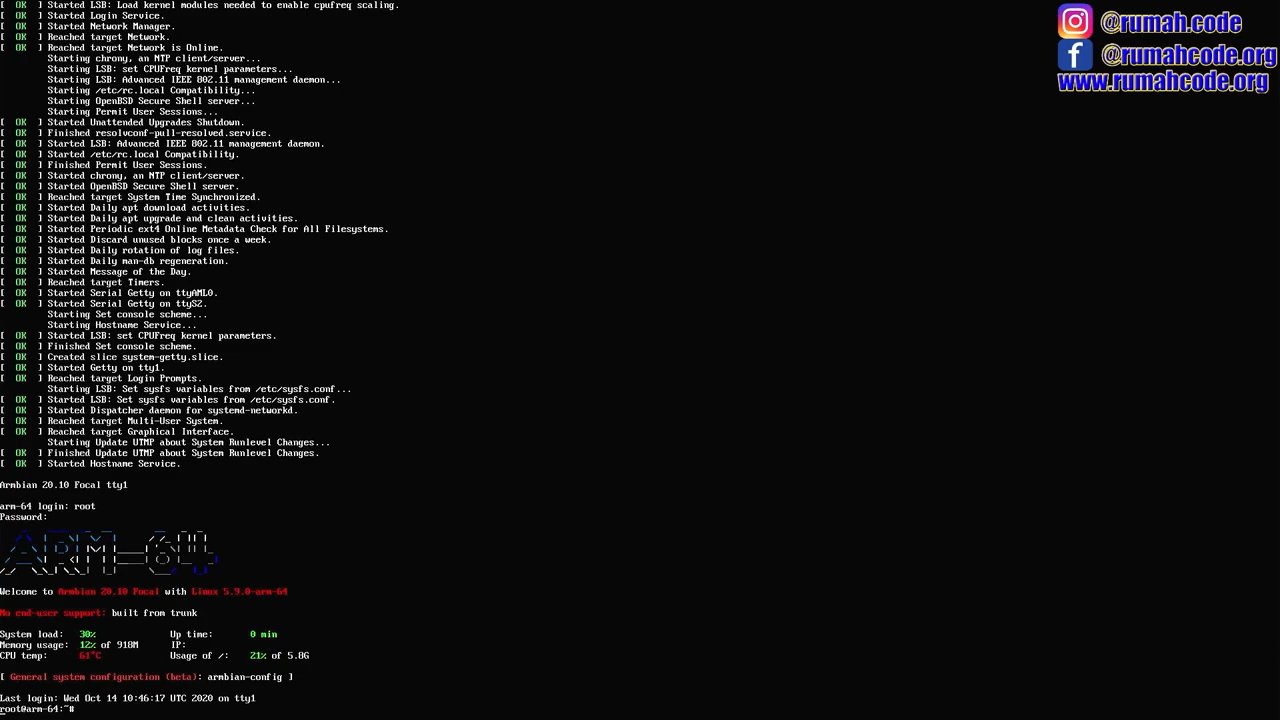 [  OK  ] Started LSB: Load kernel modules needed to enable cpufreq scaling.
[  OK  ] Started Login Service.
[  OK  ] Started Network Manager.
[  OK  ] Reached target Network.
[  OK  ] Reached target Network is Online.
Starting chrony, an NTP client/server...
Starting LSB: set CPUFreq kernel parameters...
Starting LSB: Advanced IEEE 802.11 management daemon...
Starting /etc/rc.local Compatibility...
Starting OpenBSD Secure Shell server...
Starting Permit User Sessions...
[  OK  ] Started Unattended Upgrades Shutdown.
[  OK  ] Finished resolvconf-pull-resolved.service.
[  OK  ] Started LSB: Advanced IEEE 802.11 management daemon.
[  OK  ] Started /etc/rc.local Compatibility.
[  OK  ] Finished Permit User Sessions.
[  OK  ] Started chrony, an NTP client/server.
[  OK  ] Started OpenBSD Secure Shell server.
[  OK  ] Reached target System Time Synchronized.
[  OK  ] Started Daily apt download activities.
[  OK  ] Started Daily apt upgrade and clean activities.
[  OK  ] Started Periodic ext4 Online Metadata Check for All Filesystems.
[  OK  ] Started Discard unused blocks once a week.
[  OK  ] Started Daily rotation of log files.
[  OK  ] Started Daily man-db regeneration.
[  OK  ] Started Message of the Day.
[  OK  ] Reached target Timers.
[  OK  ] Started Serial Getty on ttyAML0.
[  OK  ] Started Serial Getty on ttyS2.
Starting Set console scheme...
Starting Hostname Service...
[  OK  ] Started LSB: set CPUFreq kernel parameters.
[  OK  ] Finished Set console scheme.
[  OK  ] Created slice system-getty.slice.
[  OK  ] Started Getty on tty1.
[  OK  ] Reached target Login Prompts.
Starting LSB: Set sysfs variables from /etc/sysfs.conf...
[  OK  ] Started LSB: Set sysfs variables from /etc/sysfs.conf.
[  OK  ] Started Dispatcher daemon for systemd-networkd.
[  OK  ] Reached target Multi-User System.
[  OK  ] Reached target Graphical Interface.
Starting Update UTMP about System Runlevel Changes...
[  OK  ] Finished Update UTMP about System Runlevel Changes.
[  OK  ] Started Hostname Service.
Armbian 20.10 Focal tty1
arm-64 login: root
Password:
ARM-64
Welcome to Armbian 20.10 Focal with Linux 5.9.0-arm-64
No end-user support: built from trunk
System load: 30% Up time: 0 min
Memory usage: 12% of 918M IP:
CPU temp: 61°C Usage of /: 21% of 5.8G
[ General system configuration (beta): armbian-config ]
Last login: Wed Oct 14 10:46:17 UTC 2020 on tty1
root@arm-64:~#
@rumah.code
@rumahcode.org
www.rumahcode.org